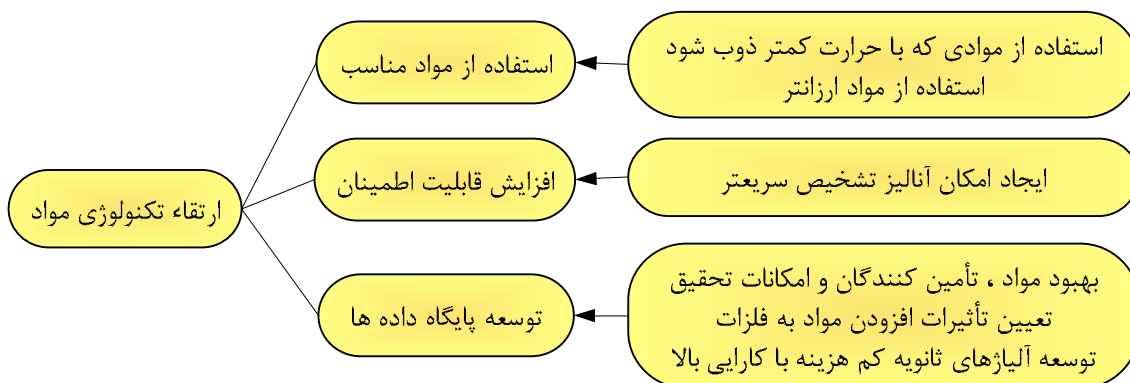 استفاده از موادی که با حرارت کمتر ذوب شود
استفاده از مواد ارزانتر
استفاده از مواد مناسب
ایجاد امکان آنالیز تشخیص سریعتر
افزایش قابلیت اطمینان
ارتقاء تکنولوژی مواد
بهبود مواد ، تأمین کنندگان و امکانات تحقیق
تعیین تأثیرات افزودن مواد به فلزات
توسعه آلیاژهای ثانویه کم هزینه با کارایی بالا
توسعه پایگاه داده ها